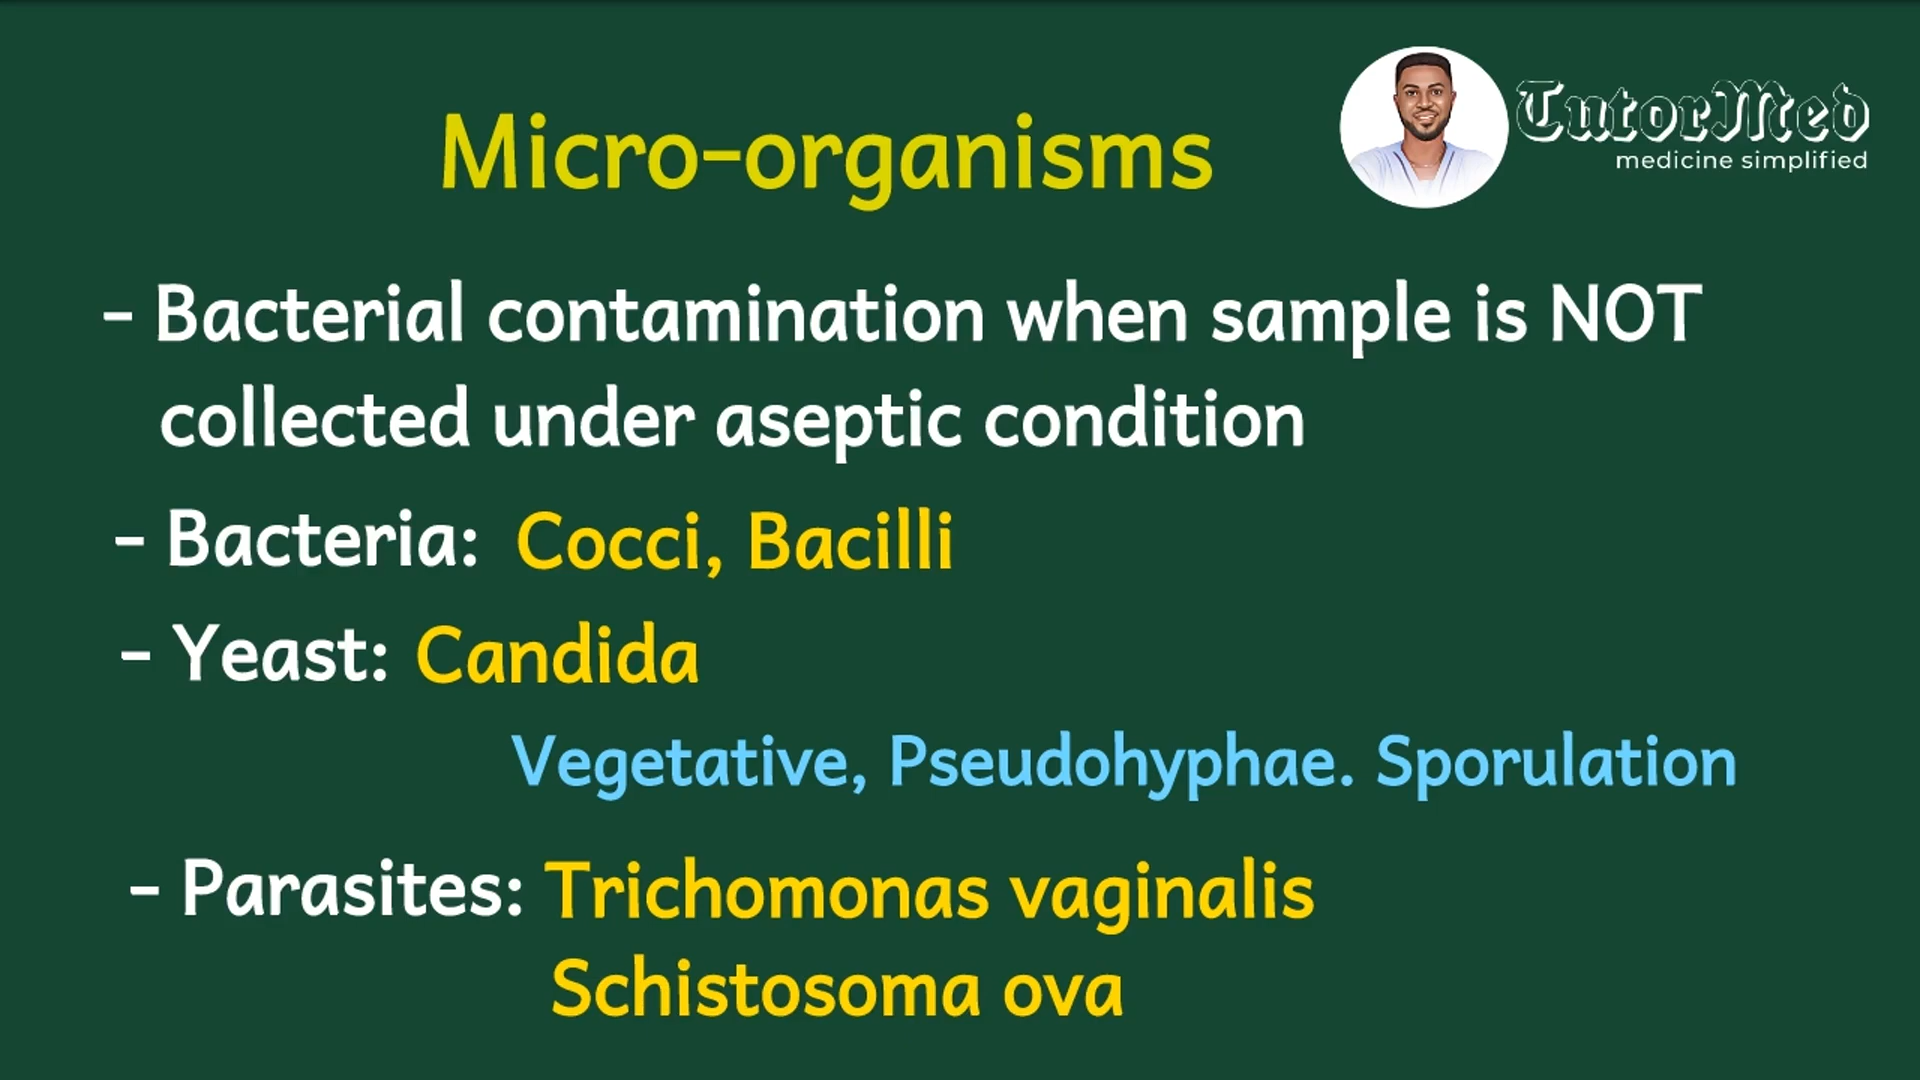 TutorMed
medicine simplified
Micro-organisms
- Bacterial contamination when sample is NOT
collected under aseptic condition
- Bacteria: Cocci, Bacilli
- Yeast: Candida
Vegetative, Pseudohyphae. Sporulation
- Parasites: Trichomonas vaginalis
Schistosoma ova